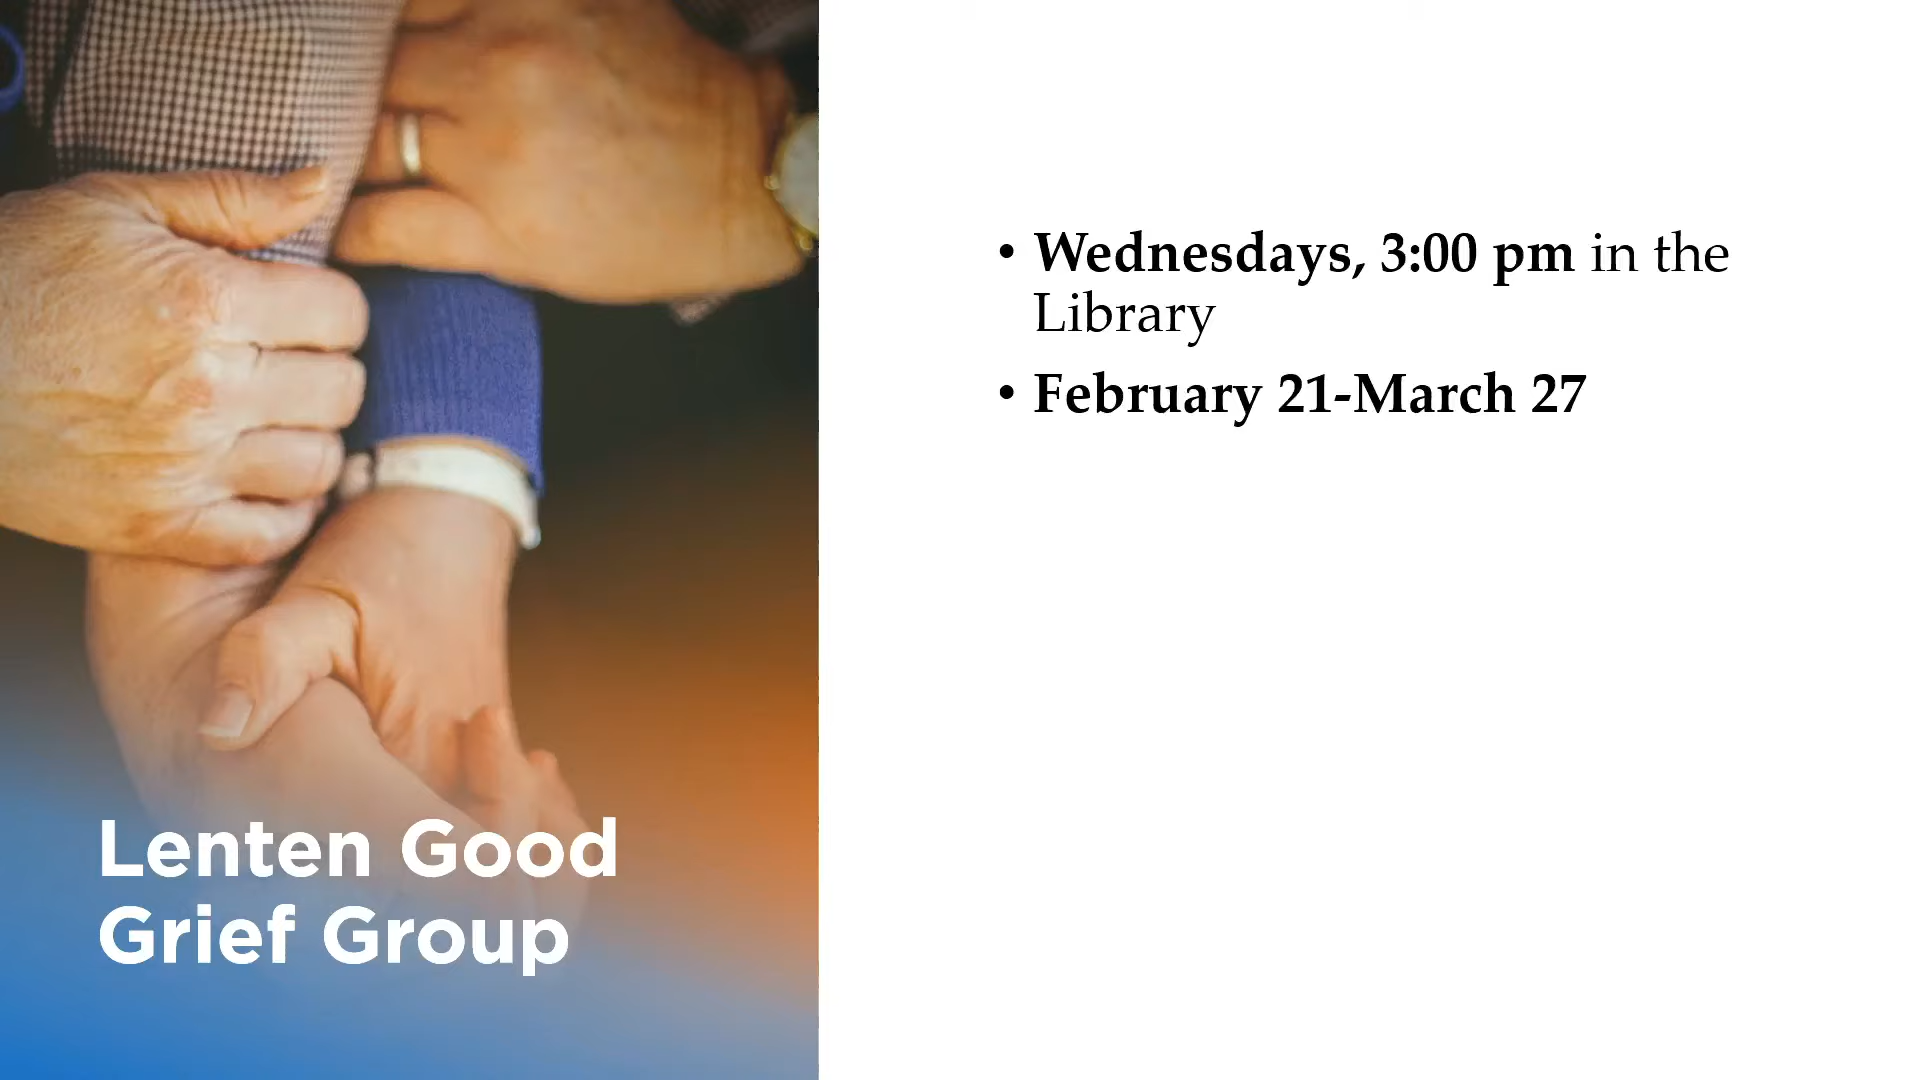 • Wednesdays, 3:00 pm in the
Library
• February 21-March 27
Lenten Good
Grief Group